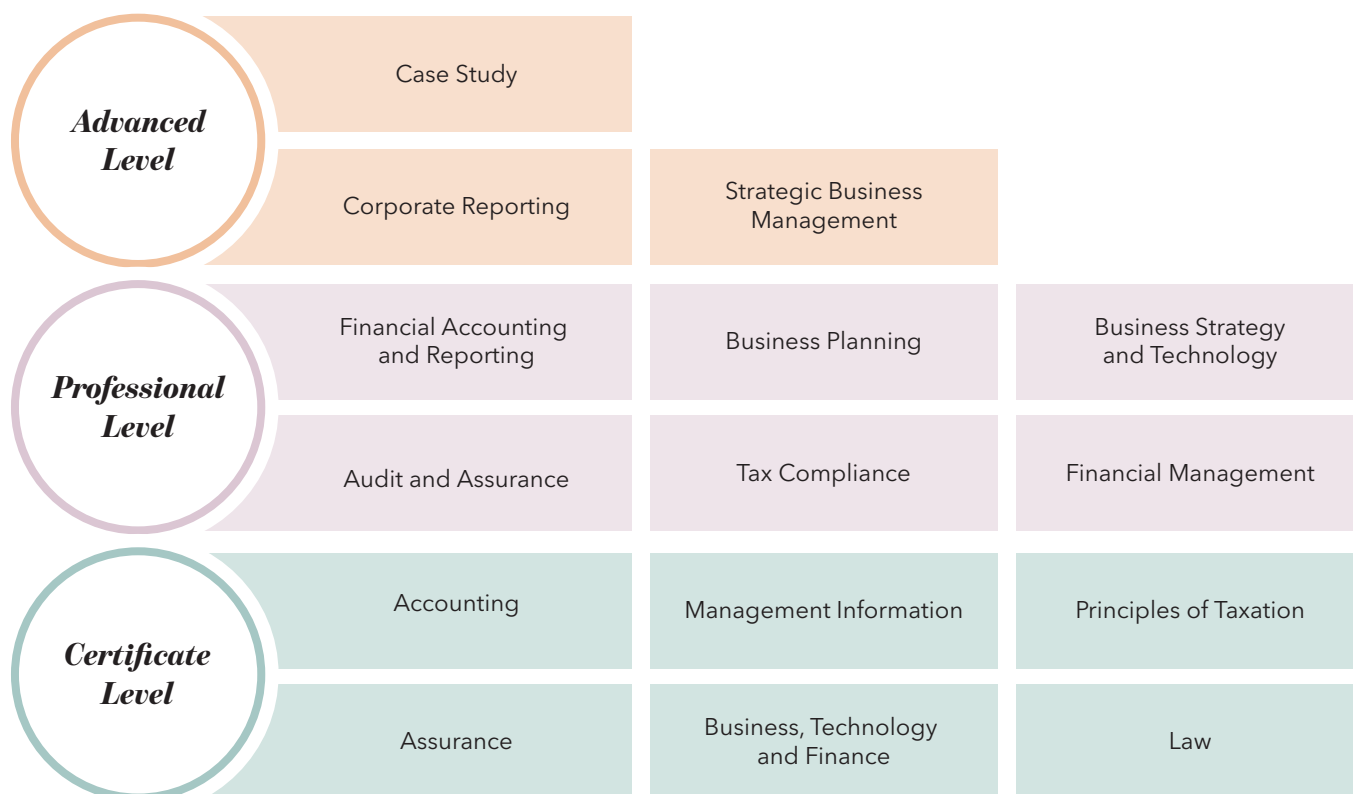 Advanced
Level
Case Study
Corporate Reporting
Strategic Business
Management
Professional
Level
Financial Accounting
and Reporting
Business Planning
Business Strategy
and Technology
Audit and Assurance
Tax Compliance
Financial Management
Certificate
Level
Accounting
Management Information
Principles of Taxation
Assurance
Business, Technology
and Finance
Law